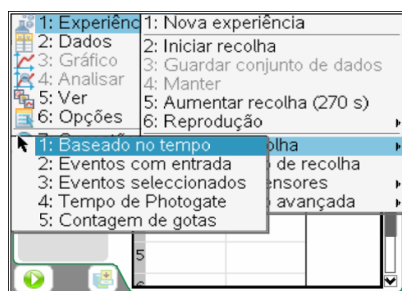 1: Experiênc
2: Dados
3: Gráfico
4: Analisar
5: Ver
6: Opções
1: Nova experiência
2: Iniciar recolha
3: Guardar conjunto de dados
4: Manter
5: Aumentar recolha (270 s)
6: Reprodução
olha
de recolha
ensores
avançada
1: Baseado no tempo
2: Eventos com entrada
3: Eventos seleccionados
4: Tempo de Photogate
5: Contagem de gotas
5